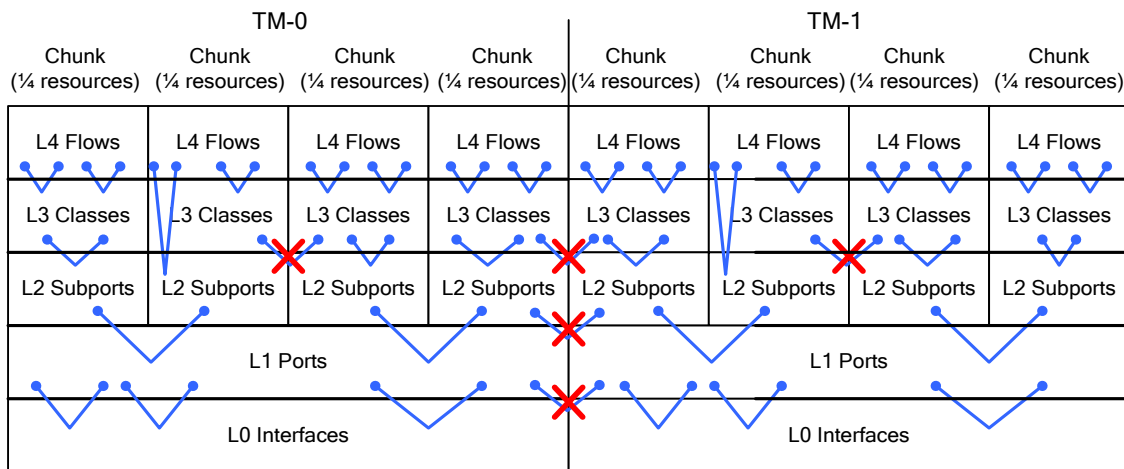 TM-0 TM-1
Chunk Chunk Chunk Chunk Chunk Chunk Chunk Chunk
(¼ resources) (¼ resources) (¼ resources) (¼ resources) (¼ resources) (¼ resources) (¼ resources) (¼ resources)
L4 Flows L4 Flows L4 Flows L4 Flows L4 Flows L4 Flows L4 Flows L4 Flows
L3 Classes L3 Classes L3 Classes L3 Classes L3 Classes L3 Classes L3 Classes L3 Classes
L2 Subports L2 Subports L2 Subports L2 Subports L2 Subports L2 Subports L2 Subports L2 Subports
L1 Ports L1 Ports
L0 Interfaces L0 Interfaces